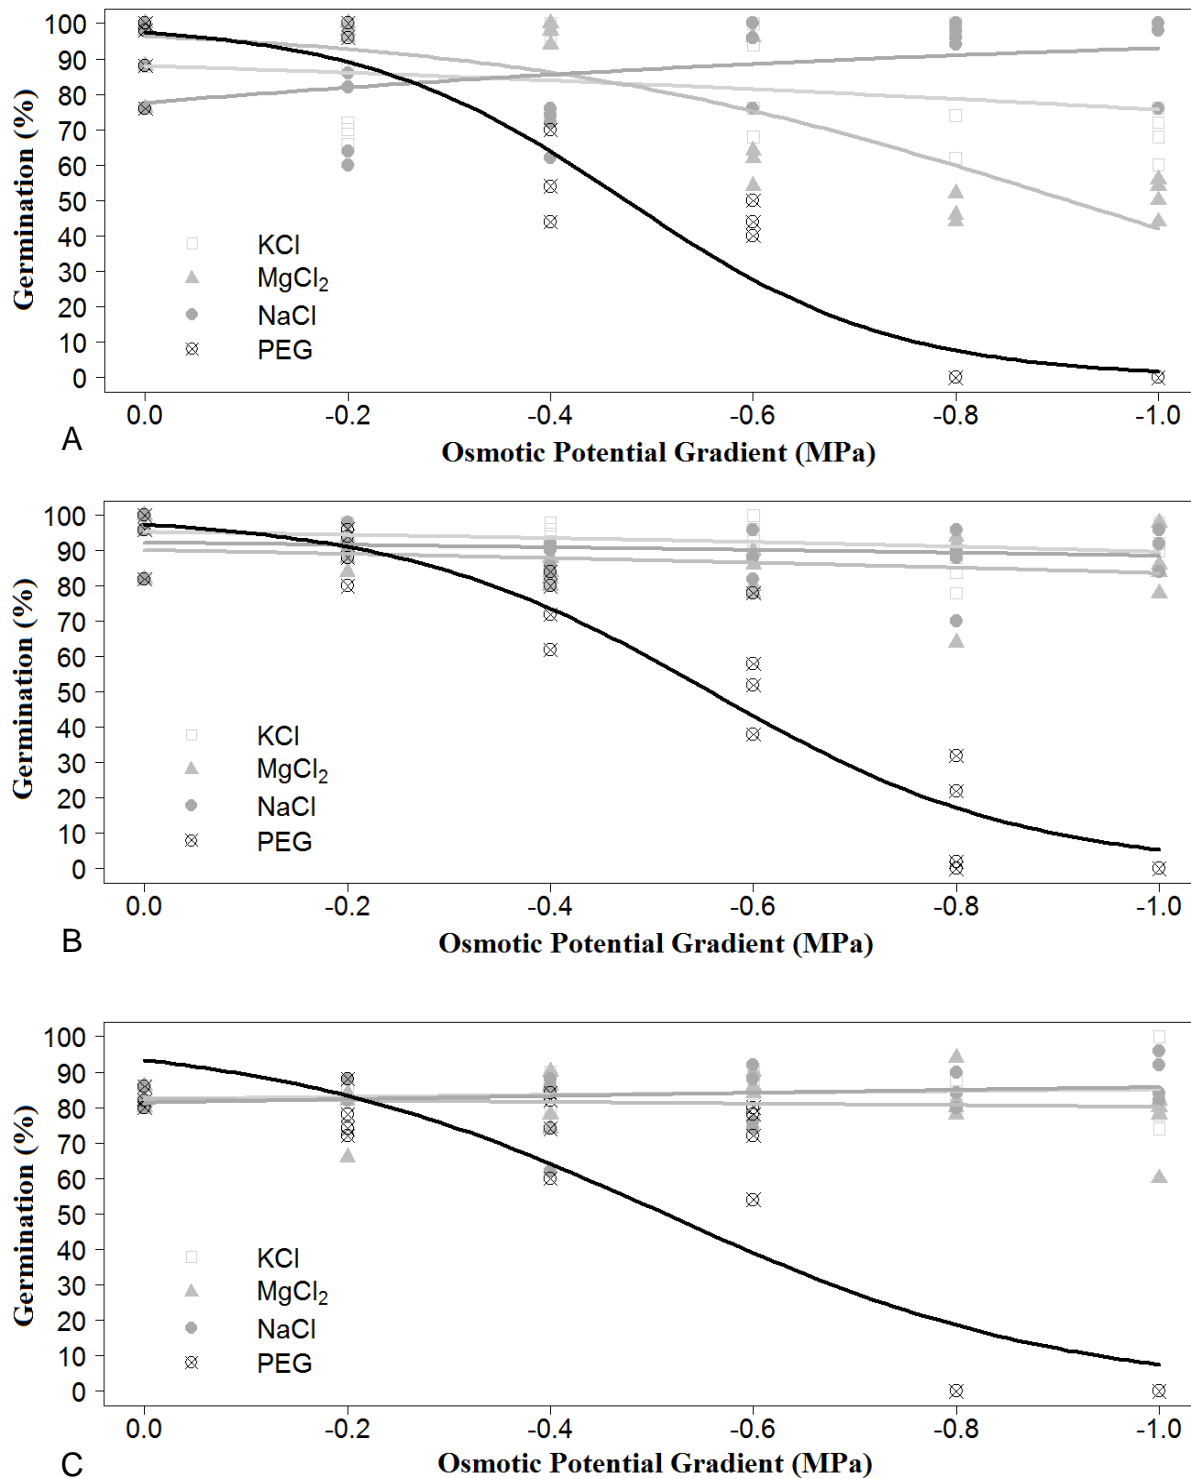 Germination (%)
100
90
80
70
60
50
40
30
20
10
0
KCl
MgCl₂
NaCl
PEG
0.0 -0.2 -0.4 -0.6 -0.8 -1.0
A
Osmotic Potential Gradient (MPa)
Germination (%)
100
90
80
70
60
50
40
30
20
10
0
KCl
MgCl₂
NaCl
PEG
0.0 -0.2 -0.4 -0.6 -0.8 -1.0
B
Osmotic Potential Gradient (MPa)
Germination (%)
100
90
80
70
60
50
40
30
20
10
0
KCl
MgCl₂
NaCl
PEG
0.0 -0.2 -0.4 -0.6 -0.8 -1.0
C
Osmotic Potential Gradient (MPa)